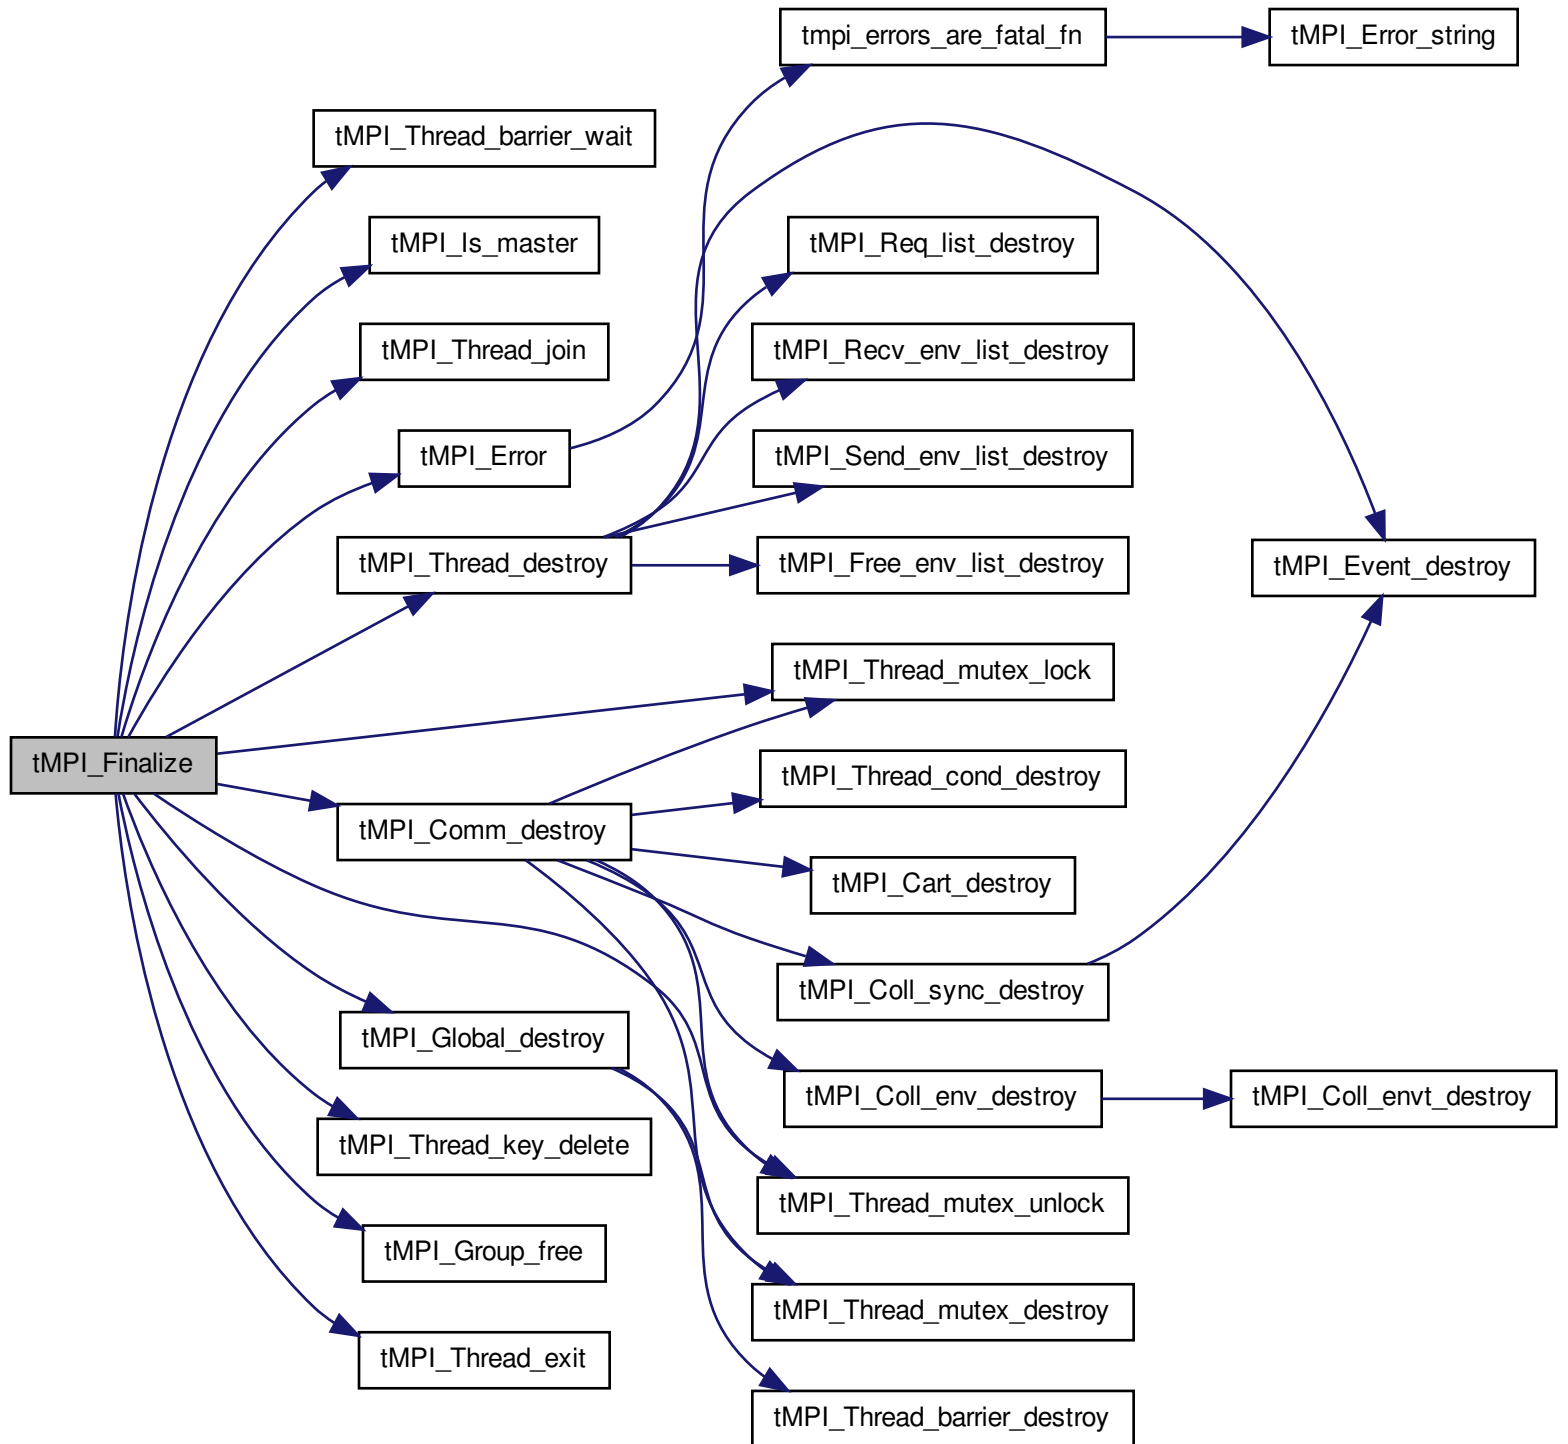 tmpi_errors_are_fatal_fn
tMPI_Error_string
tMPI_Thread_barrier_wait
tMPI_Is_master
tMPI_Req_list_destroy
tMPI_Thread_join
tMPI_Recv_env_list_destroy
tMPI_Error
tMPI_Send_env_list_destroy
tMPI_Thread_destroy
tMPI_Free_env_list_destroy
tMPI_Event_destroy
tMPI_Thread_mutex_lock
tMPI_Finalize
tMPI_Thread_cond_destroy
tMPI_Comm_destroy
tMPI_Cart_destroy
tMPI_Coll_sync_destroy
tMPI_Global_destroy
tMPI_Coll_env_destroy
tMPI_Coll_envt_destroy
tMPI_Thread_key_delete
tMPI_Thread_mutex_unlock
tMPI_Group_free
tMPI_Thread_mutex_destroy
tMPI_Thread_exit
tMPI_Thread_barrier_destroy